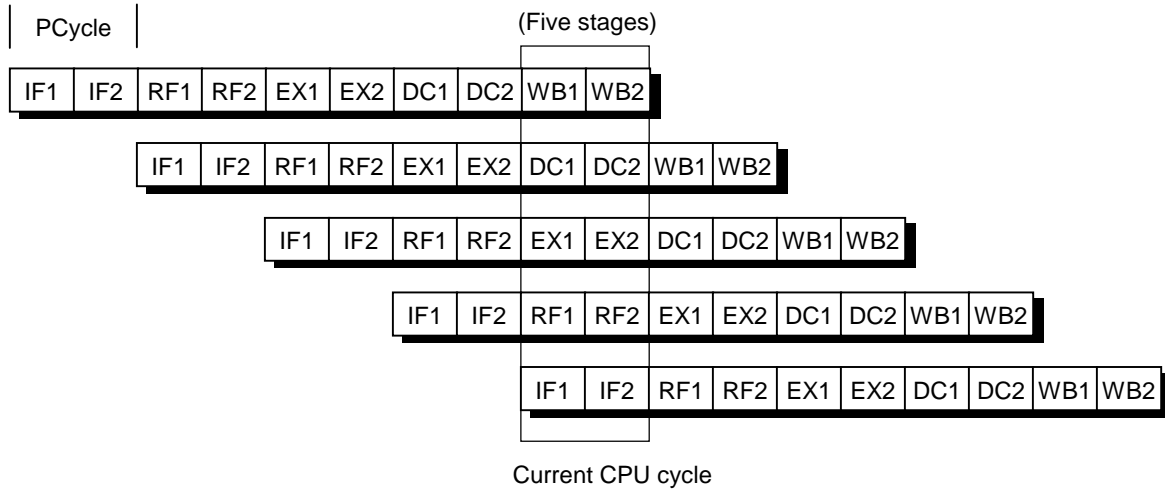 (Five stages)
PCycle
IF1 IF2 RF1 RF2 EX1 EX2 DC1 DC2 WB1 WB2
IF1 IF2 RF1 RF2 EX1 EX2 DC1 DC2 WB1 WB2
IF1 IF2 RF1 RF2 EX1 EX2 DC1 DC2 WB1 WB2
IF1 IF2 RF1 RF2 EX1 EX2 DC1 DC2 WB1 WB2
IF1 IF2 RF1 RF2 EX1 EX2 DC1 DC2 WB1 WB2
Current CPU cycle